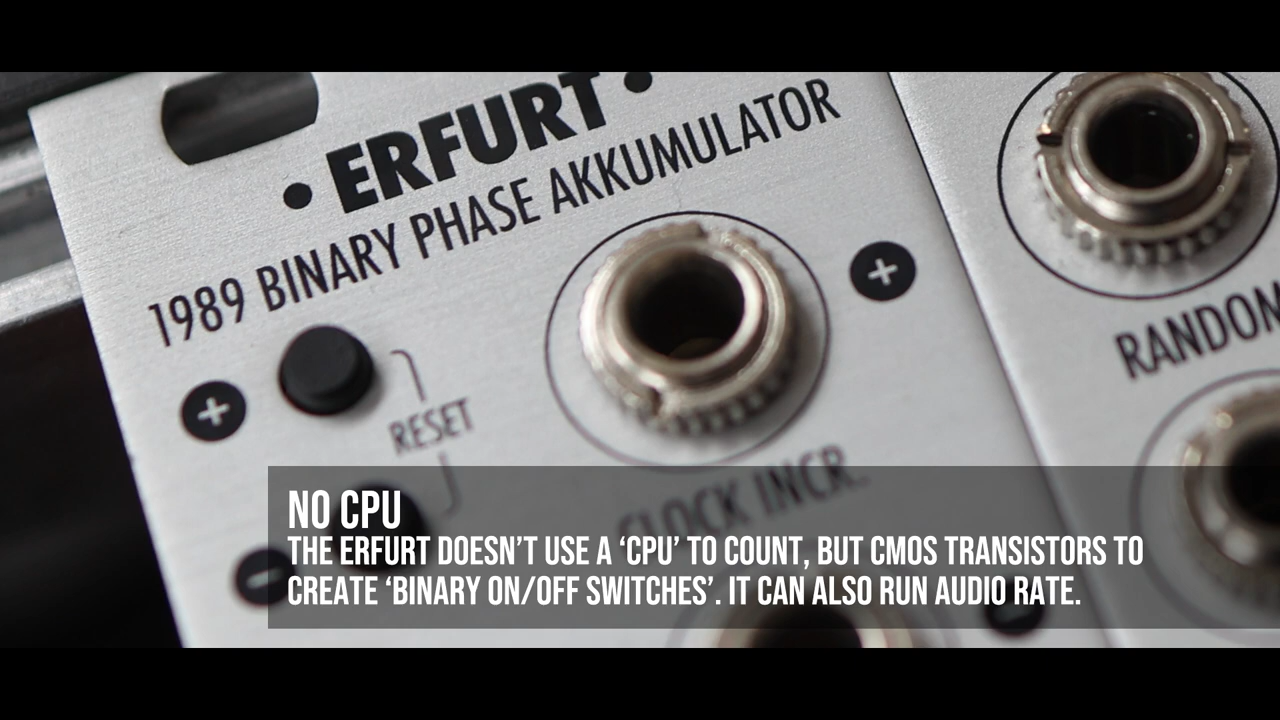 • ERFURT •
1989 BINARY PHASE AKKUMULATOR
+
+
RESET
RANDOM
CLOCK INCR.
-
-
NO CPU
THE ERFURT DOESN’T USE A ‘CPU’ TO COUNT, BUT CMOS TRANSISTORS TO
CREATE ‘BINARY ON/OFF SWITCHES’. IT CAN ALSO RUN AUDIO RATE.